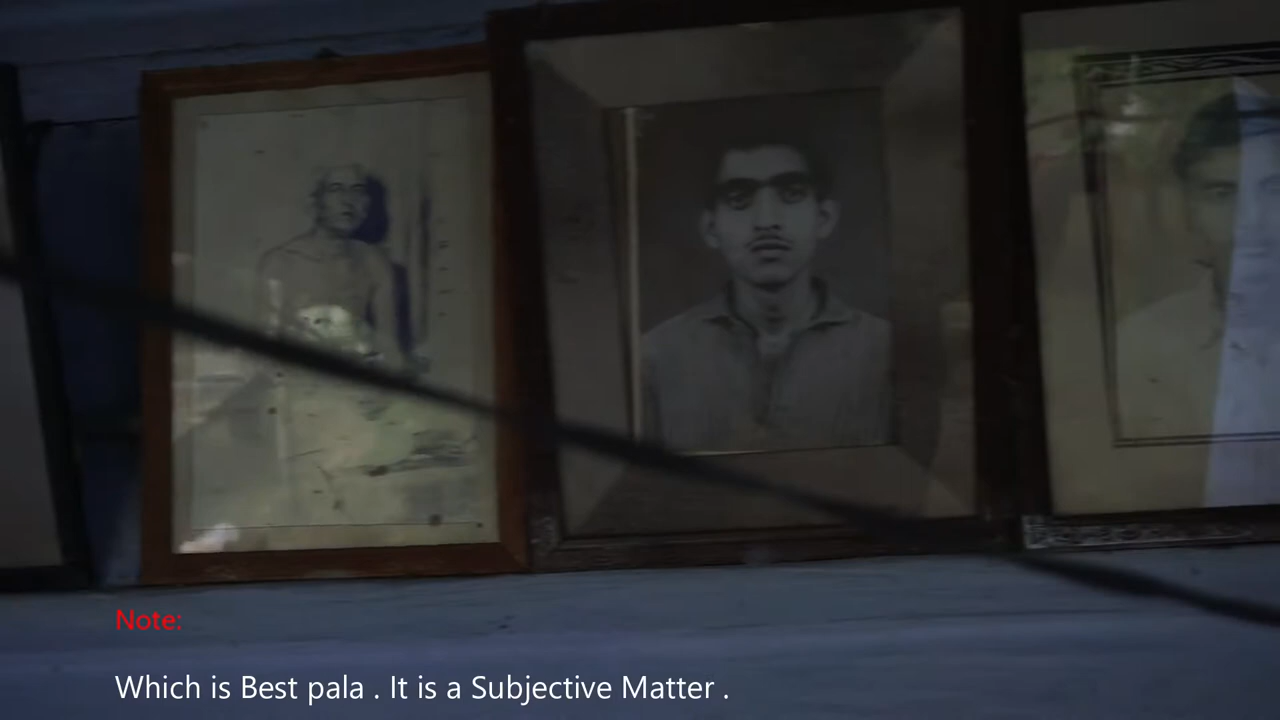 Note:
Which is Best pala . It is a Subjective Matter .